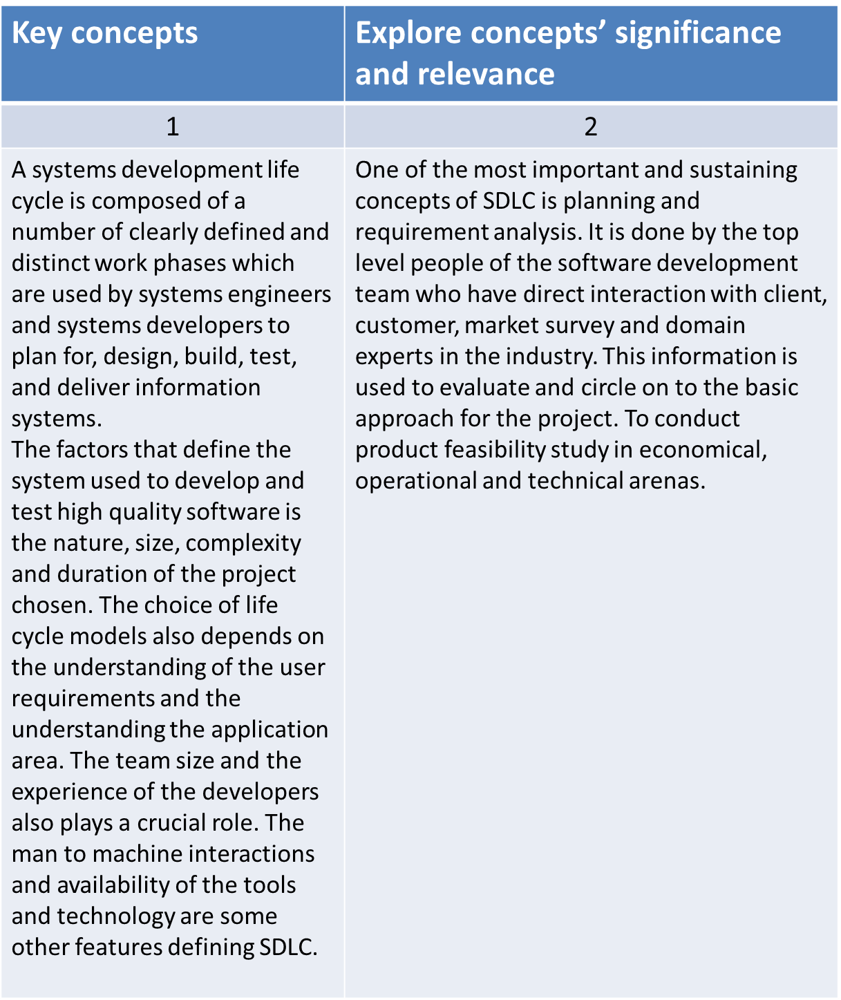 Key concepts
Explore concepts’ significance
and relevance
1
2
A systems development life
cycle is composed of a
number of clearly defined and
distinct work phases which
are used by systems engineers
and systems developers to
plan for, design, build, test,
and deliver information
systems.
The factors that define the
system used to develop and
test high quality software is
the nature, size, complexity
and duration of the project
chosen. The choice of life
cycle models also depends on
the understanding of the user
requirements and the
understanding the application
area. The team size and the
experience of the developers
also plays a crucial role. The
man to machine interactions
and availability of the tools
and technology are some
other features defining SDLC.
One of the most important and sustaining
concepts of SDLC is planning and
requirement analysis. It is done by the top
level people of the software development
team who have direct interaction with client,
customer, market survey and domain
experts in the industry. This information is
used to evaluate and circle on to the basic
approach for the project. To conduct
product feasibility study in economical,
operational and technical arenas.